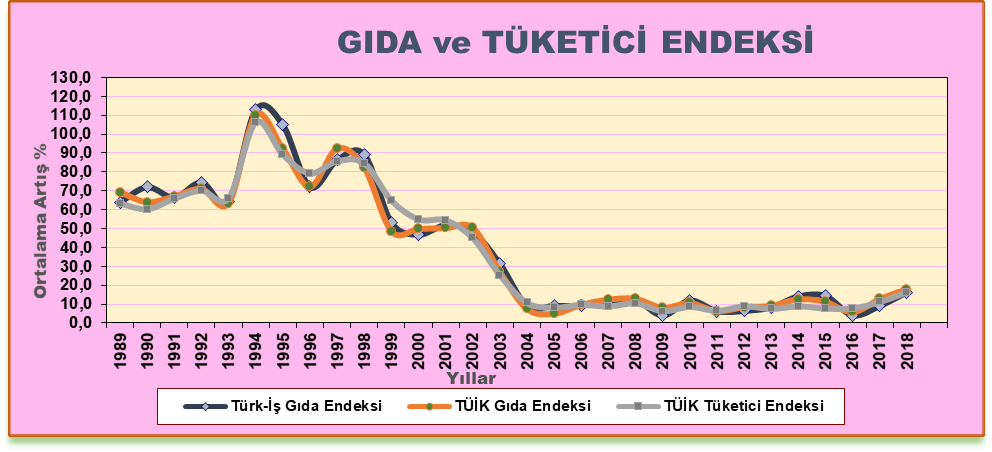 GIDA ve TÜKETİCİ ENDEKSİ
Ortalama Artış %
130,0
120,0
110,0
100,0
90,0
80,0
70,0
60,0
50,0
40,0
30,0
20,0
10,0
0,0
1989 1990 1991 1992 1993 1994 1995 1996 1997 1998 1999 2000 2001 2002 2003 2004 2005 2006 2007 2008 2009 2010 2011 2012 2013 2014 2015 2016 2017 2018
Yıllar
Türk-İş Gıda Endeksi TÜİK Gıda Endeksi TÜİK Tüketici Endeksi